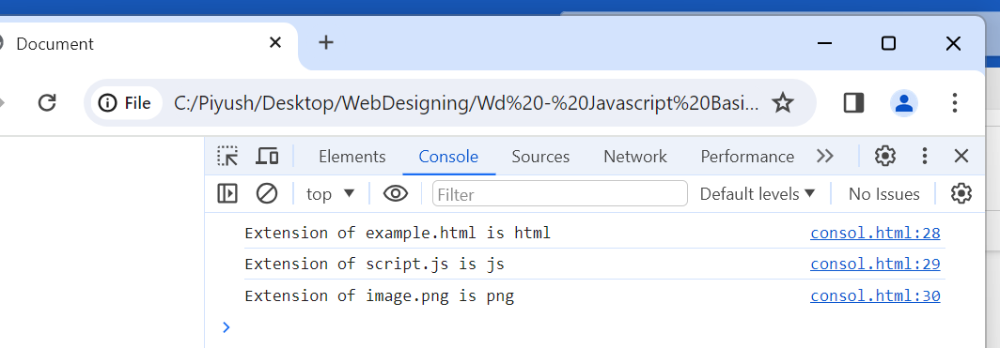 Document
File C:/Piyush/Desktop/WebDesigning/Wd%20-%20Javascript%20Basi...
Elements Console Sources Network Performance
top Filter Default levels No Issues
Extension of example.html is html consol.html:28
Extension of script.js is js consol.html:29
Extension of image.png is png consol.html:30